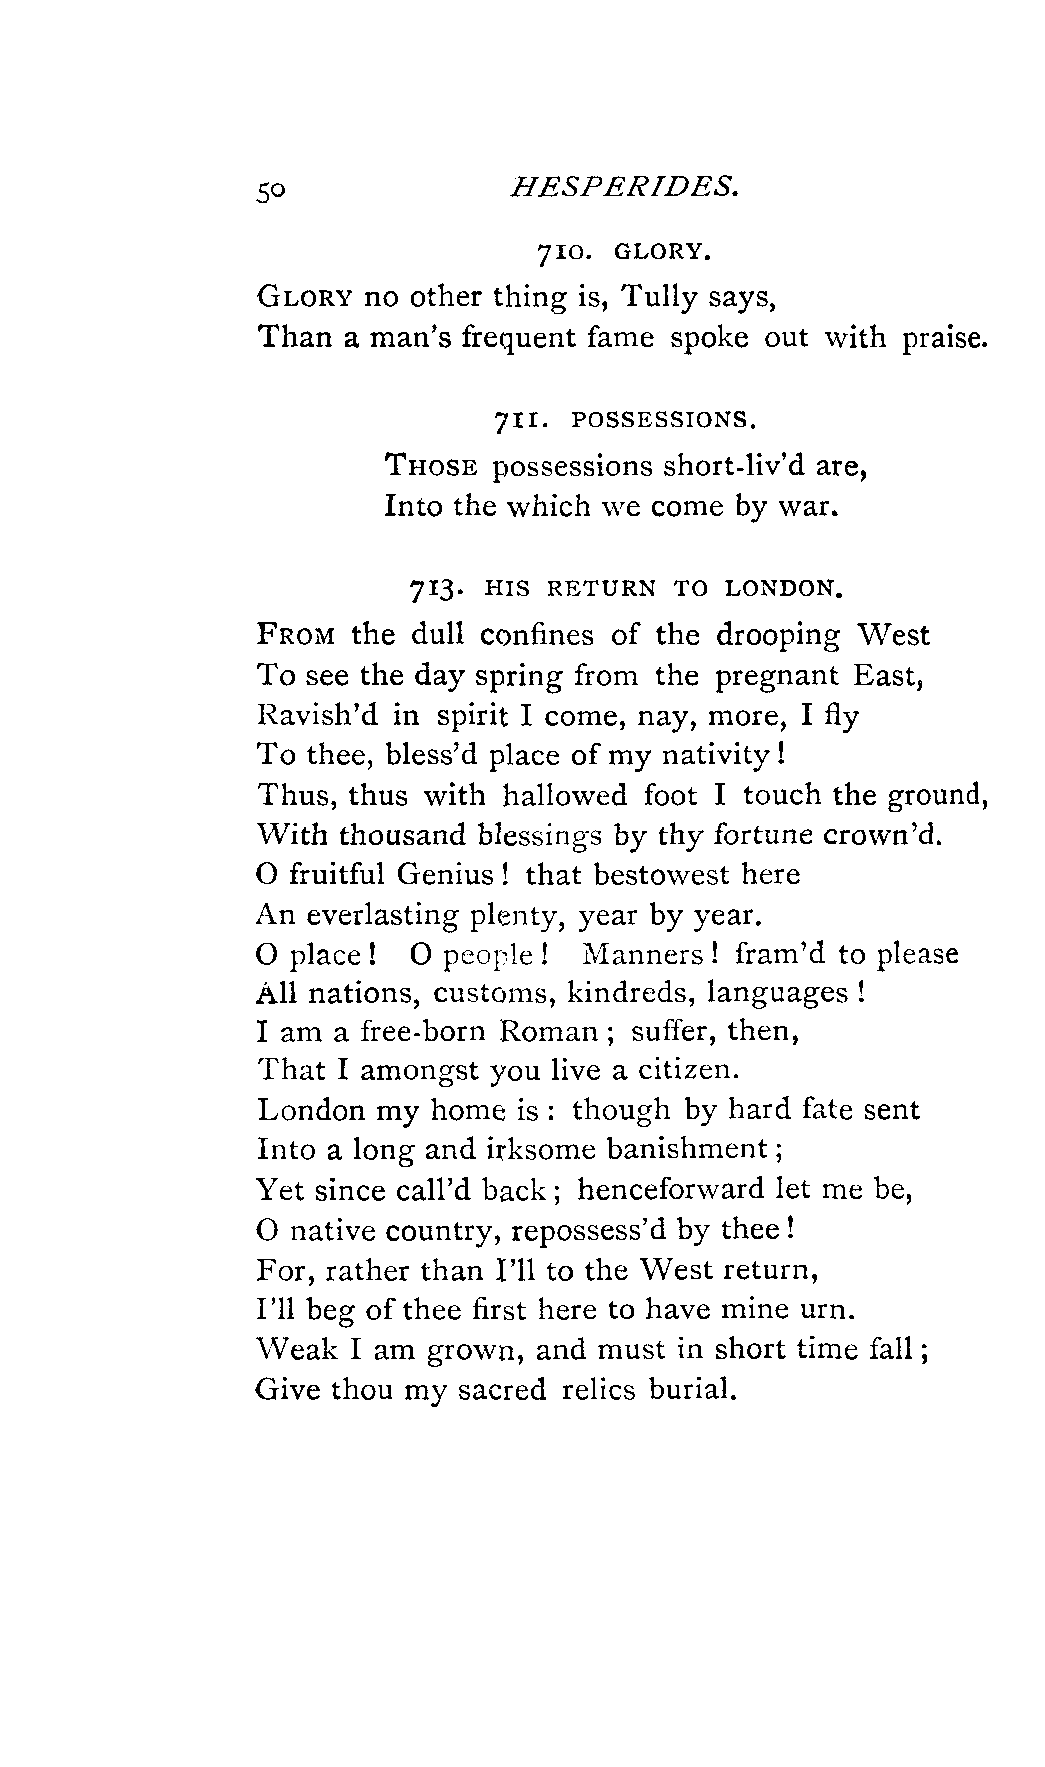 50 HESPERIDES.
710. GLORY.
GLORY no other thing is, Tully says,
Than a man's frequent fame spoke out with praise.
711. POSSESSIONS.
THOSE possessions short-liv'd are,
Into the which we come by war.
713. HIS RETURN TO LONDON.
FROM the dull confines of the drooping West
To see the day spring from the pregnant East,
Ravish'd in spirit I come, nay, more, I fly
To thee, bless'd place of my nativity!
Thus, thus with hallowed foot I touch the ground,
With thousand blessings by thy fortune crown'd.
O fruitful Genius! that bestowest here
An everlasting plenty, year by year.
O place! O people! Manners! fram'd to please
All nations, customs, kindreds, languages!
I am a free-born Roman; suffer, then,
That I amongst you live a citizen.
London my home is: though by hard fate sent
Into a long and irksome banishment;
Yet since call'd back; henceforward let me be,
O native country, repossess'd by thee!
For, rather than I'll to the West return,
I'll beg of thee first here to have mine urn.
Weak I am grown, and must in short time fall;
Give thou my sacred relics burial.